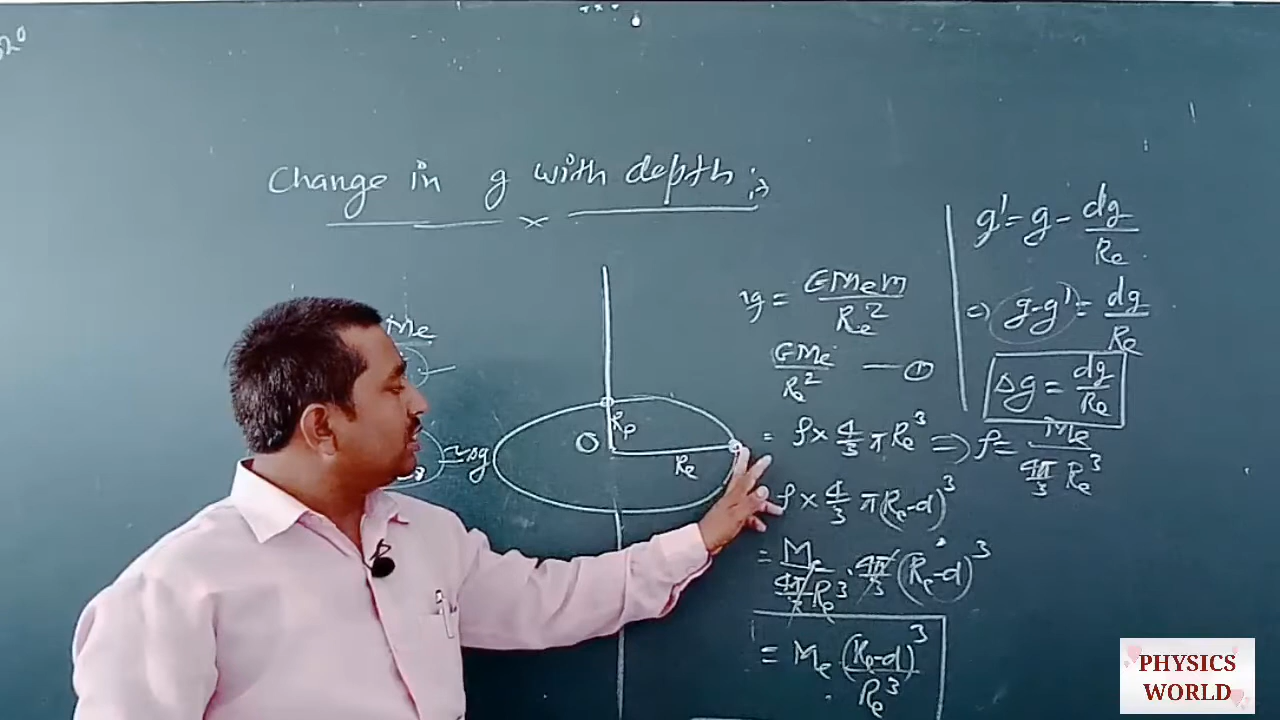 Change in g with depth :→
g' = g - dg/Re
⇒ g-g' = dg/Re
Δg = dg/Re
Me
g = GMem/Re²
GMe/Re² — ①
= ρ × 4/3 π Re³ ⇒ ρ = Me/(4π/3 Re³)
ρ × 4/3 π(Re-d)³
= Me/(4π/3 Re³) · 4π/3 (Re-d)³
= Me (Re-d)³/Re³
O
Rp
Re
PHYSICS
WORLD